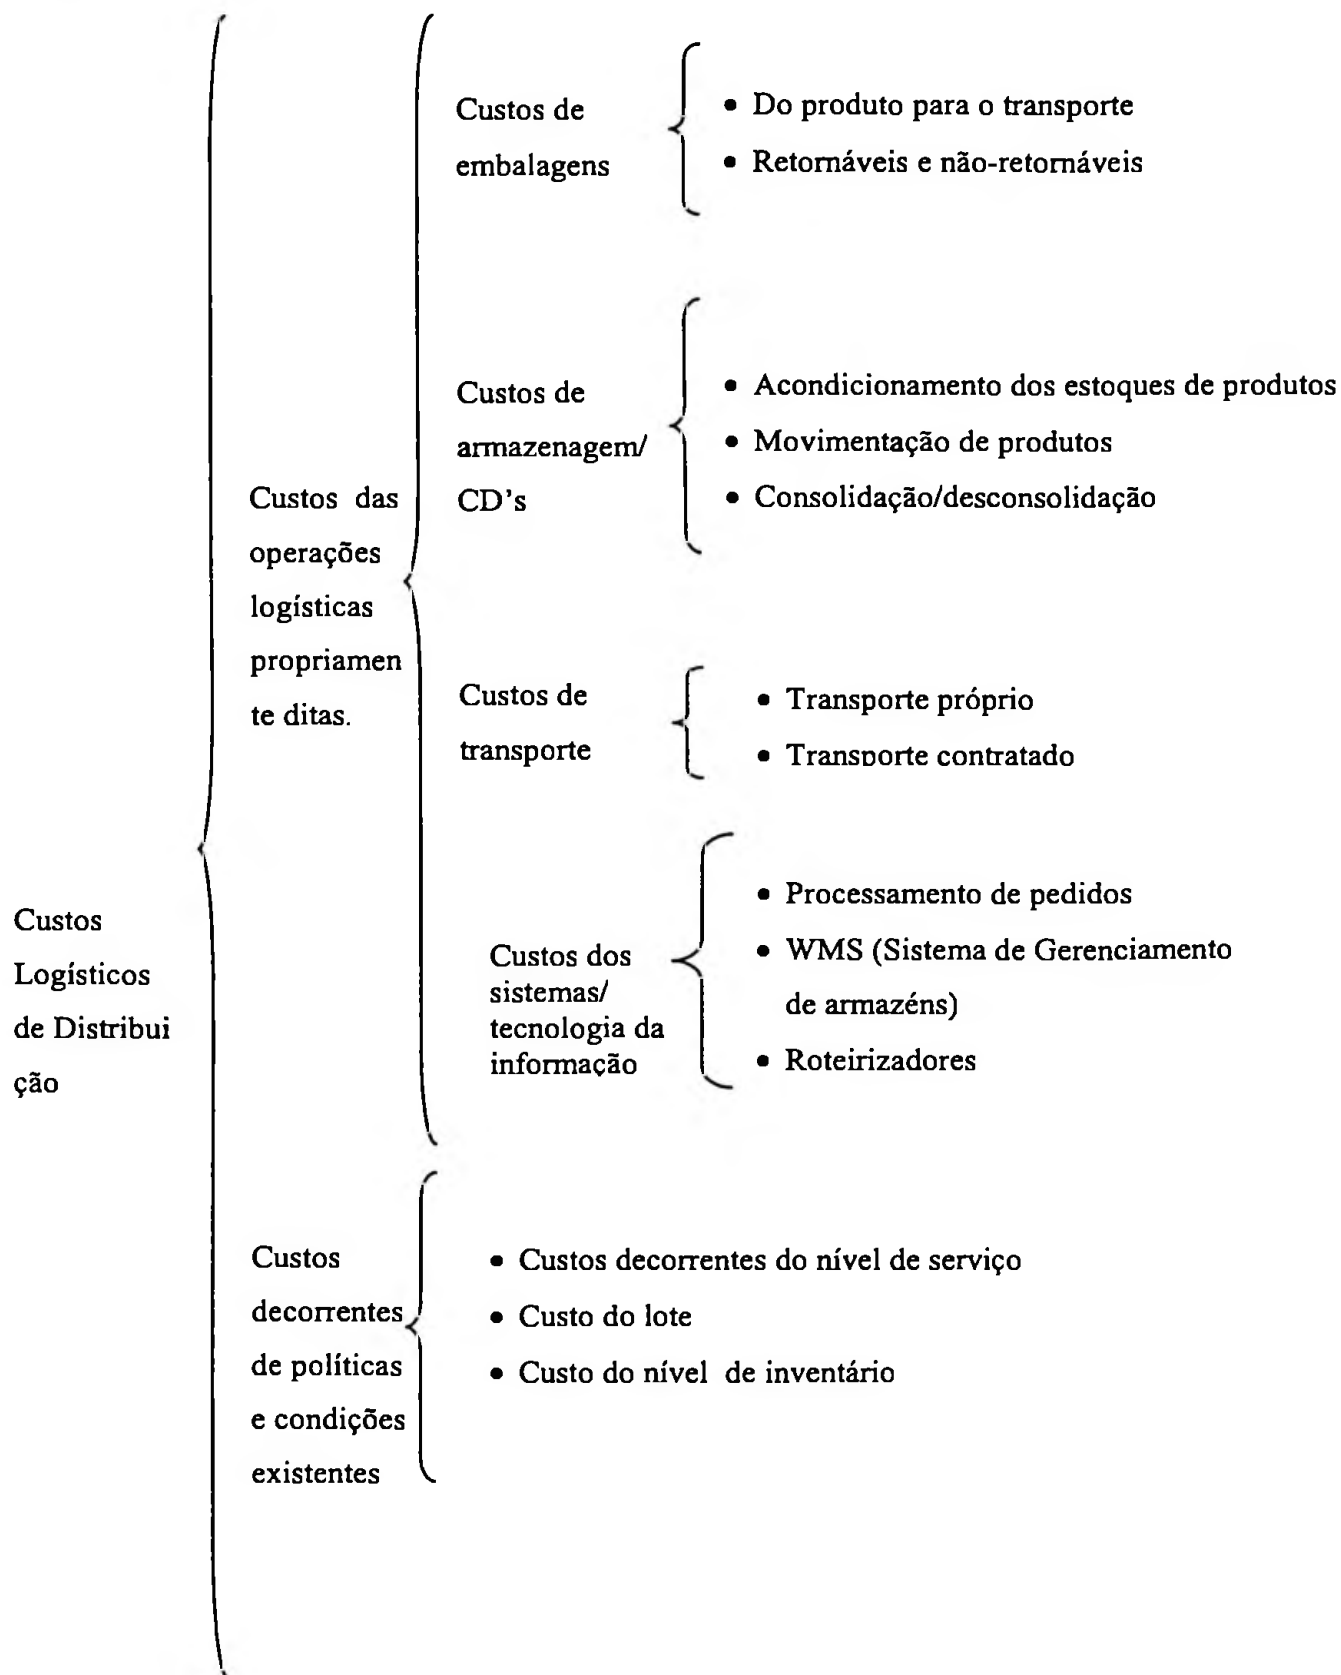 Custos de
embalagens
• Do produto para o transporte
• Retornáveis e não-retornáveis
Custos de
armazenagem/
CD's
• Acondicionamento dos estoques de produtos
• Movimentação de produtos
• Consolidação/desconsolidação
Custos das
operações
logísticas
propriamen
te ditas.
Custos de
transporte
• Transporte próprio
• Transporte contratado
Custos
Logísticos
de Distribui
ção
Custos dos
sistemas/
tecnologia da
informação
• Processamento de pedidos
• WMS (Sistema de Gerenciamento
de armazéns)
• Roteirizadores
Custos
decorrentes
de políticas
e condições
existentes
• Custos decorrentes do nível de serviço
• Custo do lote
• Custo do nível de inventário